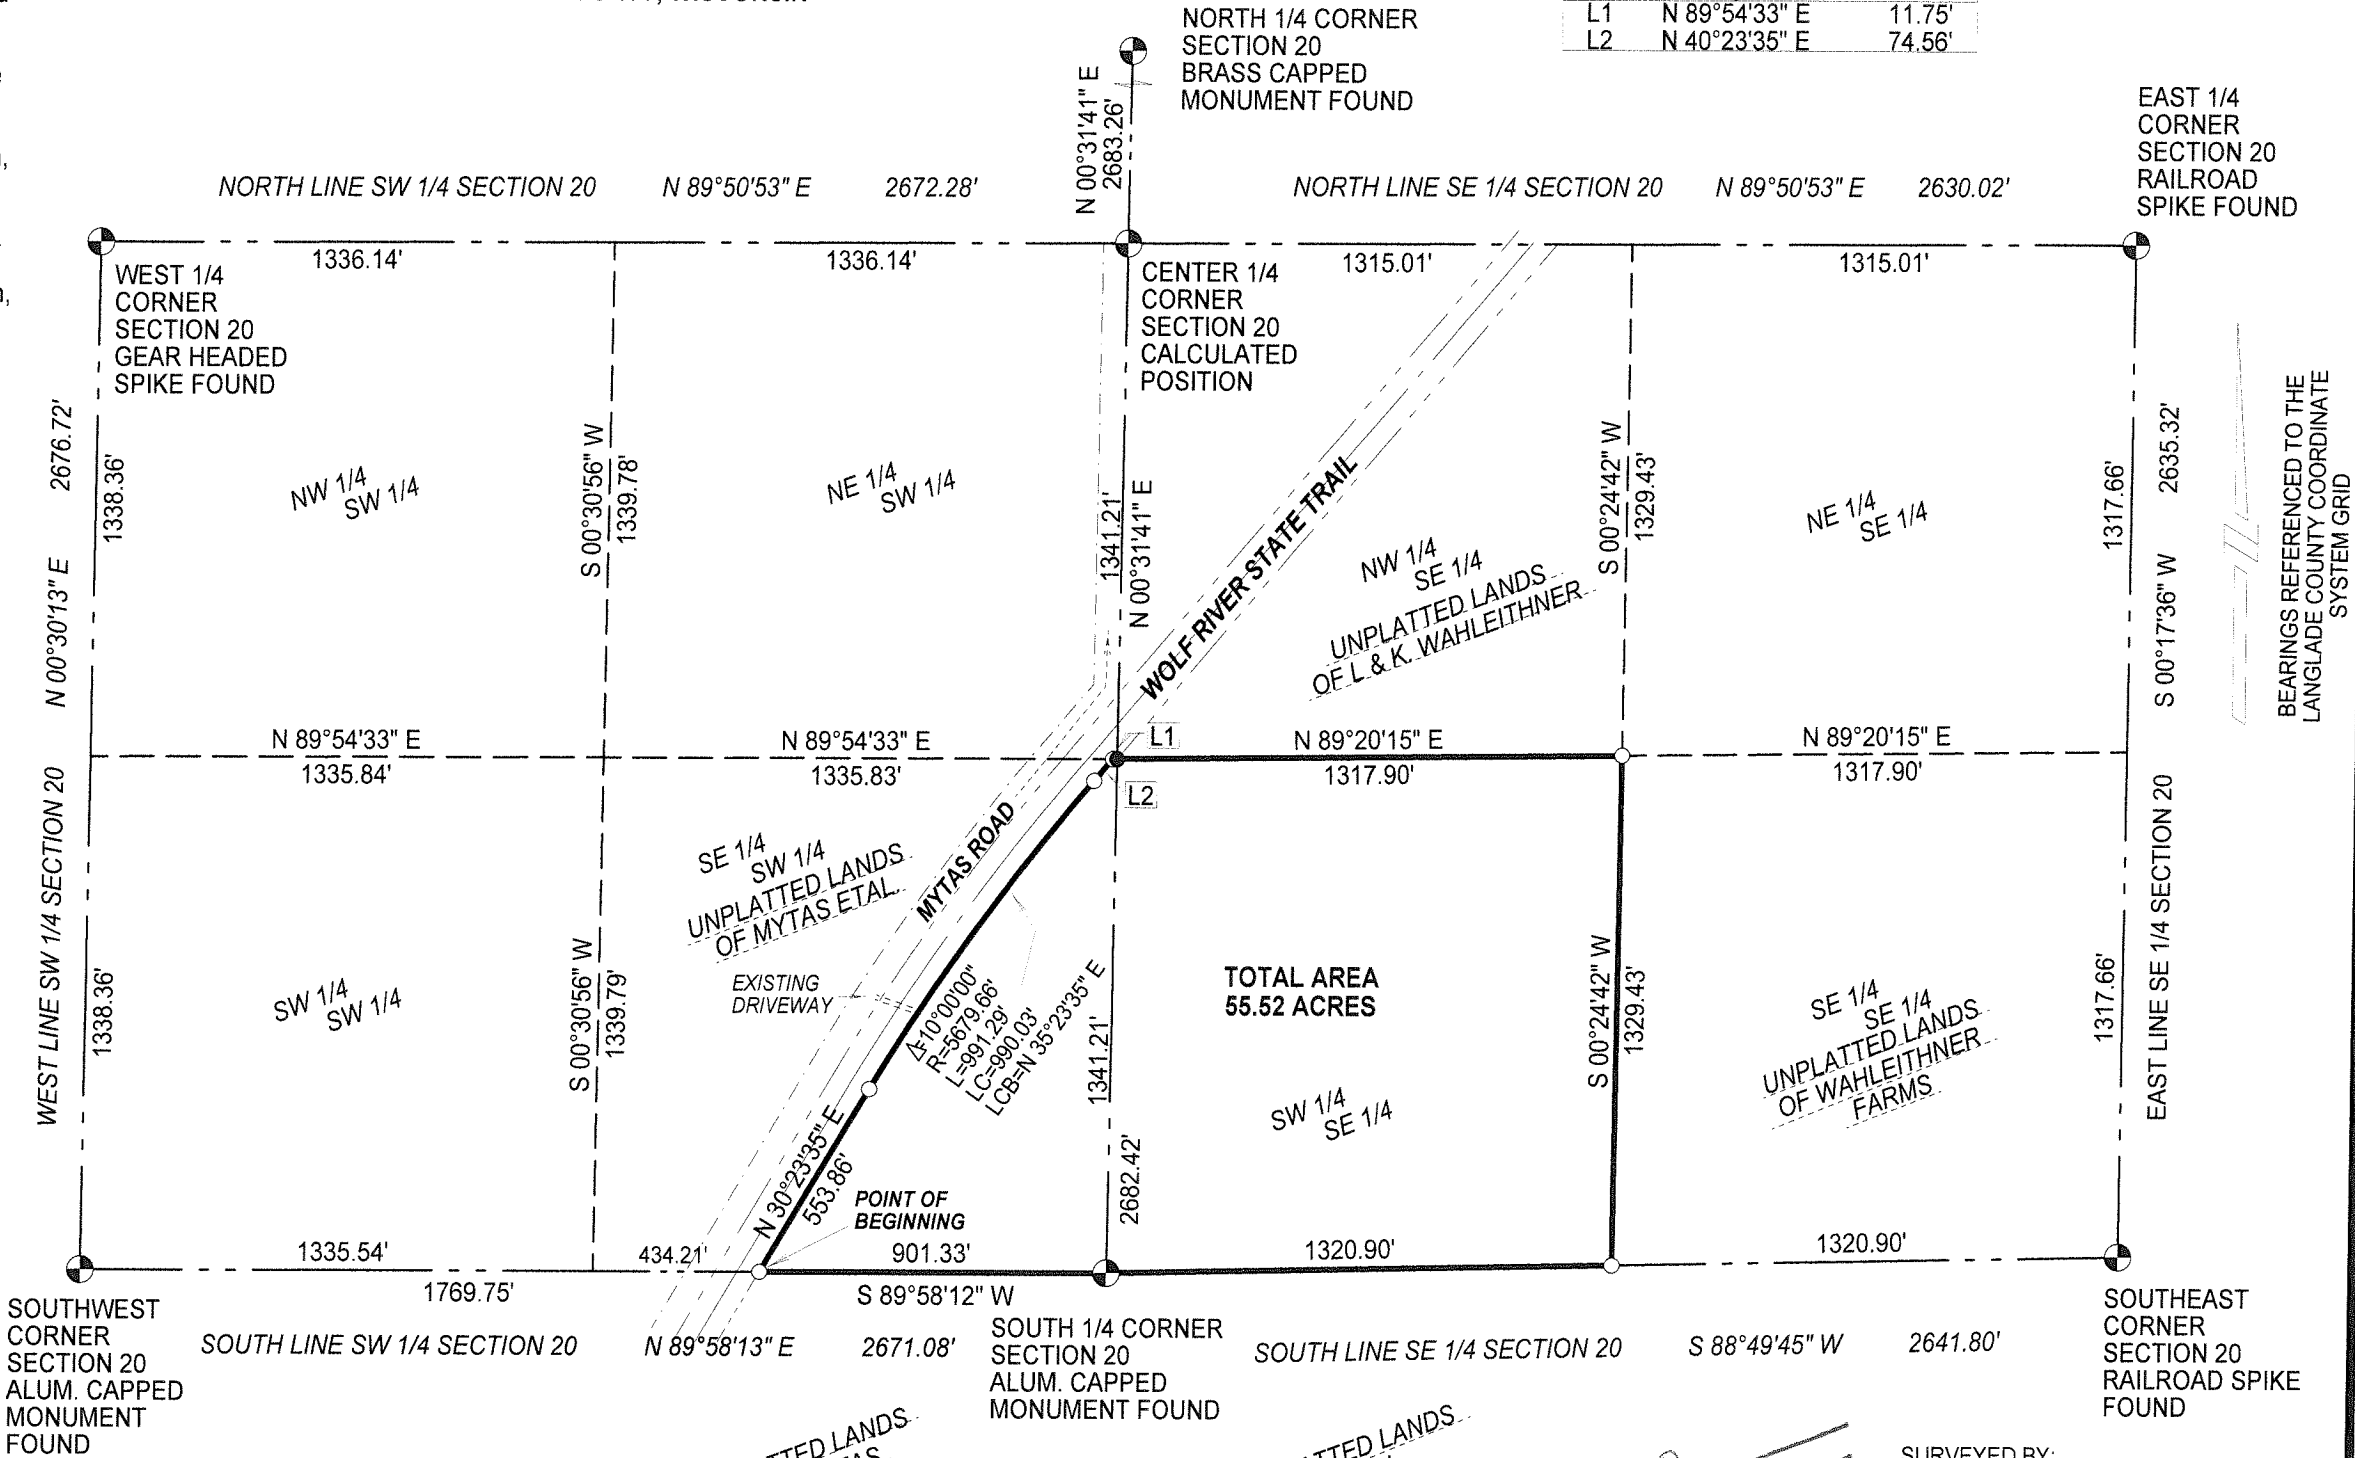 NORTH 1/4 CORNER
SECTION 20
BRASS CAPPED
MONUMENT FOUND
L1 N 89°54'33" E 11.75'
L2 N 40°23'35" E 74.56'
EAST 1/4
CORNER
SECTION 20
RAILROAD
SPIKE FOUND
N 00°31'41" E
2683.26'
NORTH LINE SW 1/4 SECTION 20 N 89°50'53" E 2672.28'
NORTH LINE SE 1/4 SECTION 20 N 89°50'53" E 2630.02'
1336.14'
1336.14'
1315.01'
1315.01'
WEST 1/4
CORNER
SECTION 20
GEAR HEADED
SPIKE FOUND
CENTER 1/4
CORNER
SECTION 20
CALCULATED
POSITION
WEST LINE SW 1/4 SECTION 20 N 00°30'13" E 2676.72'
1338.36'
NW 1/4
SW 1/4
S 00°30'56" W
1339.78'
NE 1/4
SW 1/4
1341.21'
N 00°31'41" E
WOLF RIVER STATE TRAIL
NW 1/4
SE 1/4
UNPLATTED LANDS
OF L & K. WAHLEITHNER
S 00°24'42" W
1329.43'
NE 1/4
SE 1/4
1317.66'
S 00°17'36" W 2635.32'
EAST LINE SE 1/4 SECTION 20
BEARINGS REFERENCED TO THE
LANGLADE COUNTY COORDINATE
SYSTEM GRID
N 89°54'33" E
1335.84'
N 89°54'33" E
1335.83'
L1
L2
N 89°20'15" E
1317.90'
N 89°20'15" E
1317.90'
1338.36'
SW 1/4
SW 1/4
S 00°30'56" W
1339.79'
SE 1/4
SW 1/4
UNPLATTED LANDS
OF MYTAS ETAL.
MYTAS ROAD
EXISTING
DRIVEWAY
Δ=10°00'00"
R=5679.66'
L=991.29'
LC=990.03'
LCB=N 35°23'35" E
1341.21'
2682.42'
TOTAL AREA
55.52 ACRES
SW 1/4
SE 1/4
S 00°24'42" W
1329.43'
SE 1/4
SE 1/4
UNPLATTED LANDS
OF WAHLEITHNER
FARMS
1317.66'
N 30°23'35" E
553.86'
POINT OF
BEGINNING
1335.54'
434.21'
901.33'
1320.90'
1320.90'
1769.75'
S 89°58'12" W
SOUTHWEST
CORNER
SECTION 20
ALUM. CAPPED
MONUMENT
FOUND
SOUTH LINE SW 1/4 SECTION 20 N 89°58'13" E 2671.08'
SOUTH 1/4 CORNER
SECTION 20
ALUM. CAPPED
MONUMENT FOUND
SOUTH LINE SE 1/4 SECTION 20 S 88°49'45" W 2641.80'
SOUTHEAST
CORNER
SECTION 20
RAILROAD SPIKE
FOUND
LANDS
LANDS
SURVEYED BY: